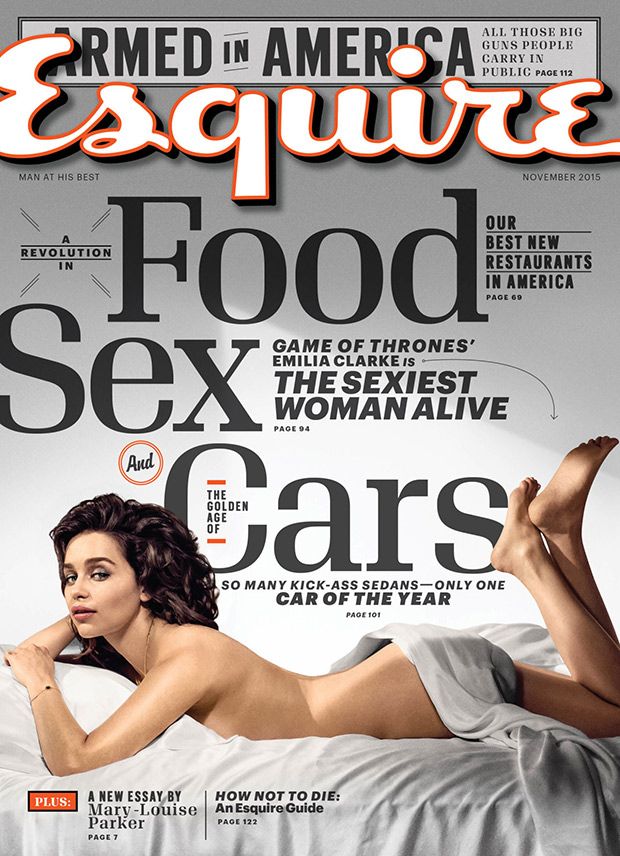 ARMED IN AMERICA
ALL THOSE BIG
GUNS PEOPLE
CARRY IN
PUBLIC PAGE 112
Esquire
MAN AT HIS BEST
NOVEMBER 2015
A
REVOLUTION
IN
Food
OUR
BEST NEW
RESTAURANTS
IN AMERICA
PAGE 69
Sex
GAME OF THRONES'
EMILIA CLARKE IS
THE SEXIEST
WOMAN ALIVE
PAGE 94
And
THE
GOLDEN
AGE
OF
Cars
SO MANY KICK-ASS SEDANS—ONLY ONE
CAR OF THE YEAR
PAGE 101
PLUS:
A NEW ESSAY BY
Mary-Louise
Parker
PAGE 7
HOW NOT TO DIE:
An Esquire Guide
PAGE 122